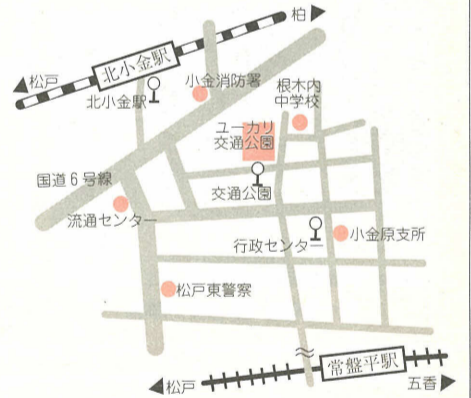 柏
北小金駅
松戸
小金消防署
根木内
中学校
北小金駅
ユーカリ
交通公園
国道6号線
交通公園
流通センター
行政センター
小金原支所
松戸東警察
常盤平駅
松戸
五香